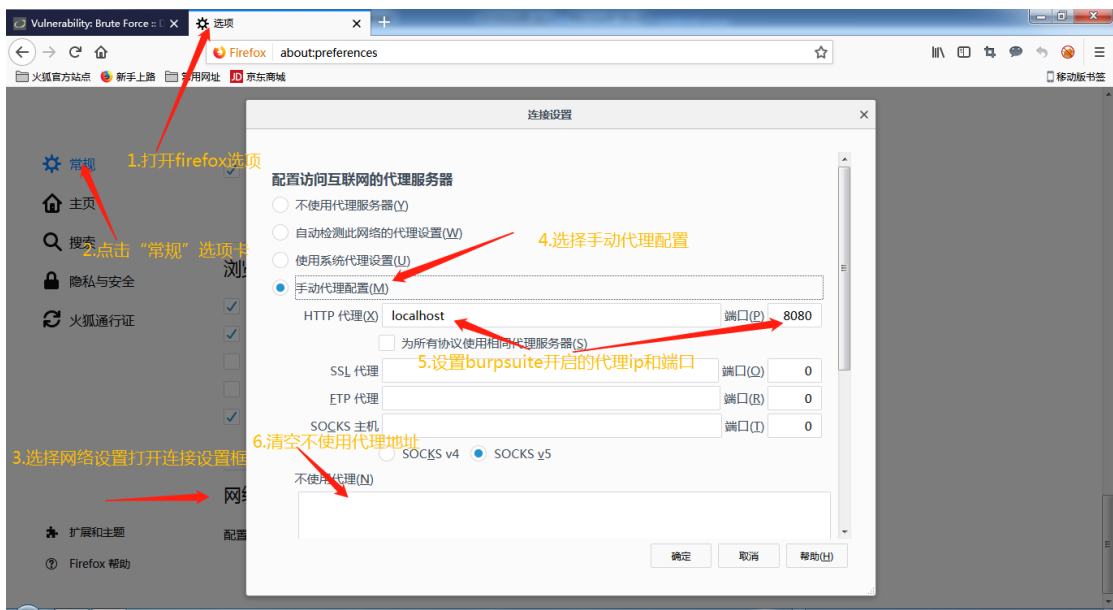 Vulnerability: Brute Force ::
选项
Firefox about:preferences
火狐官方站点 新手上路 常用网址 JD 京东商城 移动版书签
连接设置
1.打开firefox选项
常规
配置访问互联网的代理服务器
主页
不使用代理服务器(Y)
搜索
2.点击“常规”选项卡
自动检测此网络的代理设置(W)
4.选择手动代理配置
浏
使用系统代理设置(U)
隐私与安全
手动代理配置(M)
火狐通行证
HTTP 代理(X) localhost 端口(P) 8080
为所有协议使用相同代理服务器(S)
5.设置burpsuite开启的代理ip和端口
SSL 代理 端口(O) 0
FTP 代理 端口(R) 0
SOCKS 主机 端口(T) 0
6.清空不使用代理地址
SOCKS v4 SOCKS v5
3.选择网络设置打开连接设置框
不使用代理(N)
网络
扩展和主题
配置
Firefox 帮助
确定 取消 帮助(H)